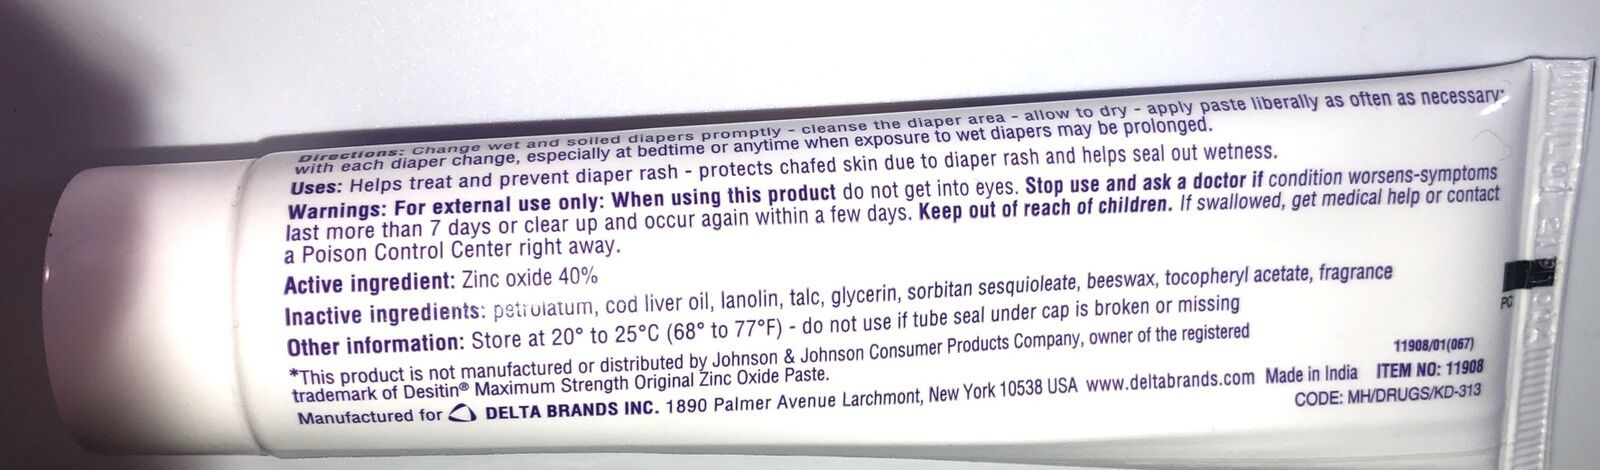 Directions: Change wet and soiled diapers promptly - cleanse the diaper area - allow to dry - apply paste liberally as often as necessary
with each diaper change, especially at bedtime or anytime when exposure to wet diapers may be prolonged.
Uses: Helps treat and prevent diaper rash - protects chafed skin due to diaper rash and helps seal out wetness.
Warnings: For external use only: When using this product do not get into eyes. Stop use and ask a doctor if condition worsens-symptoms
last more than 7 days or clear up and occur again within a few days. Keep out of reach of children. If swallowed, get medical help or contact
a Poison Control Center right away.
Active ingredient: Zinc oxide 40%
Inactive ingredients: petrolatum, cod liver oil, lanolin, talc, glycerin, sorbitan sesquioleate, beeswax, tocopheryl acetate, fragrance
Other information: Store at 20° to 25°C (68° to 77°F) - do not use if tube seal under cap is broken or missing
*This product is not manufactured or distributed by Johnson & Johnson Consumer Products Company, owner of the registered
trademark of Desitin® Maximum Strength Original Zinc Oxide Paste.
Manufactured for DELTA BRANDS INC. 1890 Palmer Avenue Larchmont, New York 10538 USA www.deltabrands.com Made in India ITEM NO: 11908
11908/01(067)
CODE: MH/DRUGS/KD-313
PC